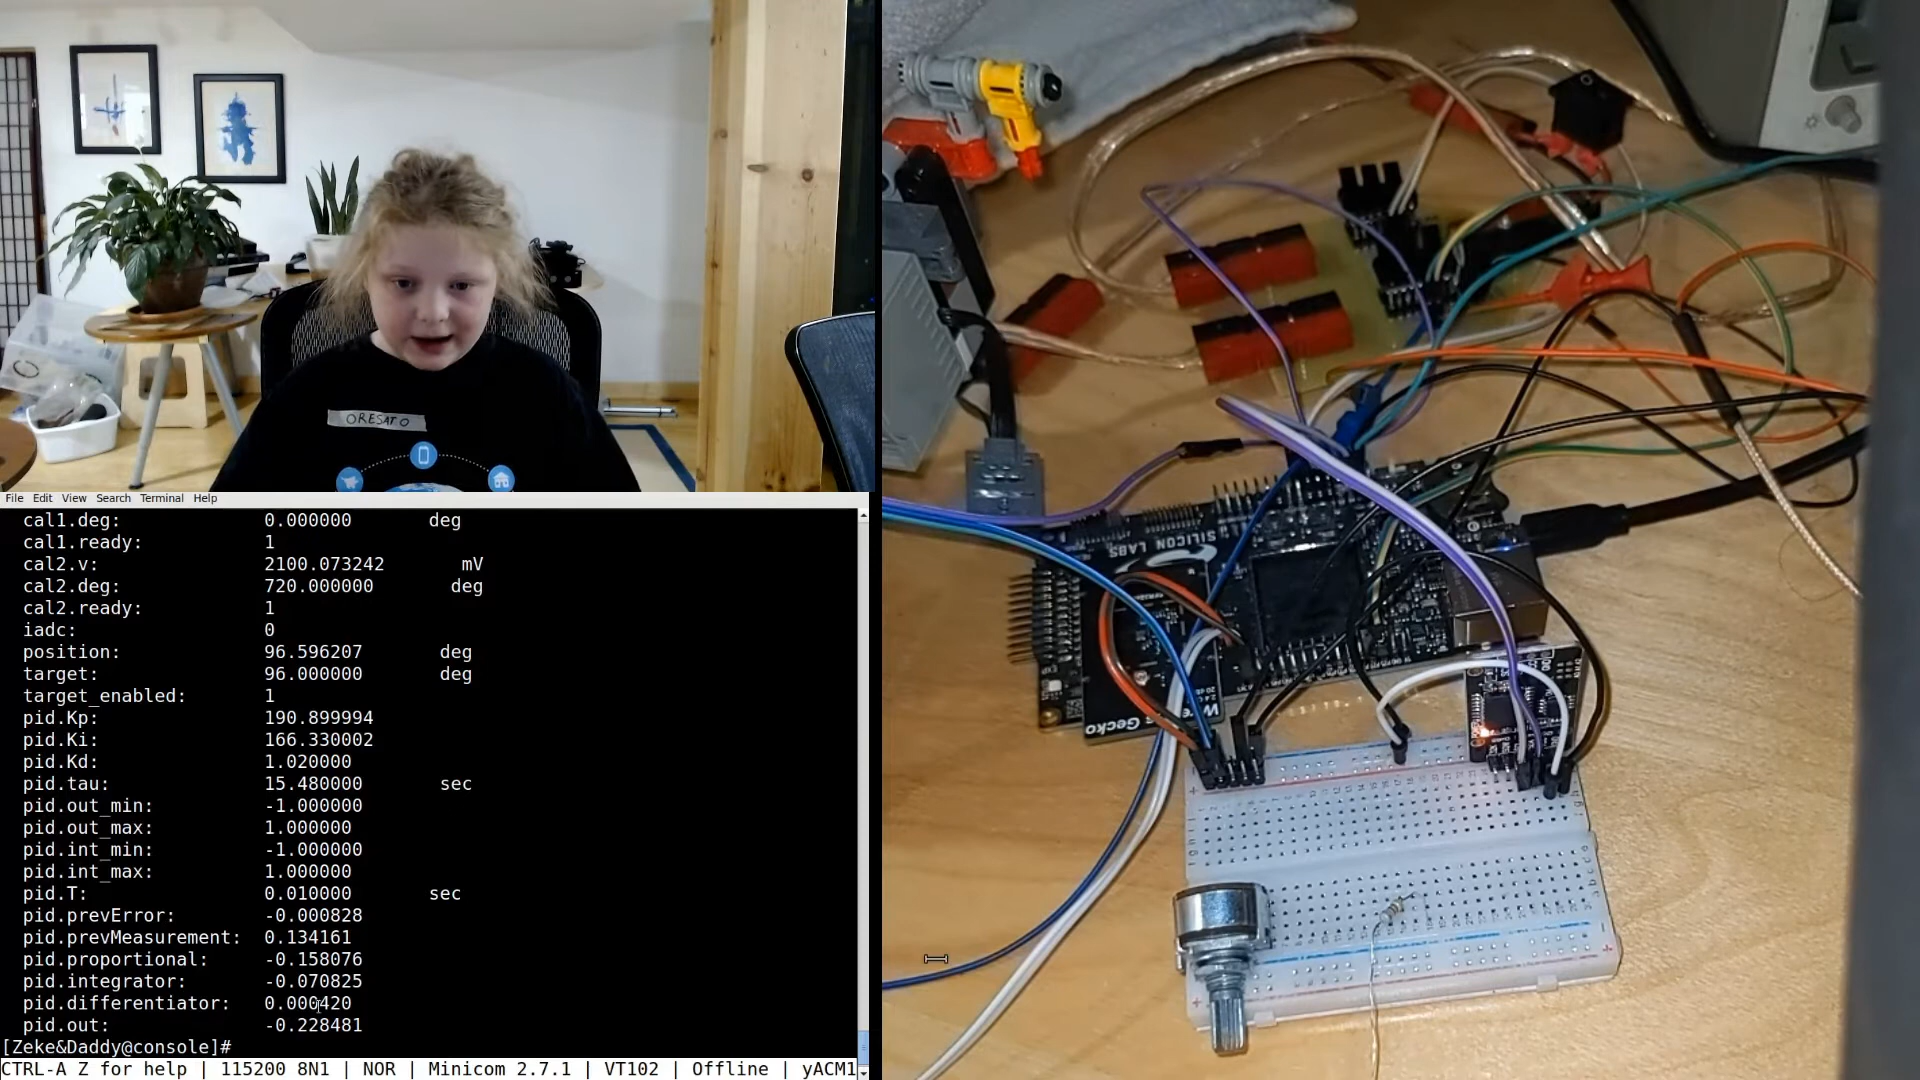 ORESATO
File Edit View Search Terminal Help
cal1.deg: 0.000000 deg
cal1.ready: 1
cal2.v: 2100.073242 mV
cal2.deg: 720.000000 deg
cal2.ready: 1
iadc: 0
position: 96.596207 deg
target: 96.000000 deg
target_enabled: 1
pid.Kp: 190.899994
pid.Ki: 166.330002
pid.Kd: 1.020000
pid.tau: 15.480000 sec
pid.out_min: -1.000000
pid.out_max: 1.000000
pid.int_min: -1.000000
pid.int_max: 1.000000
pid.T: 0.010000 sec
pid.prevError: -0.000828
pid.prevMeasurement: 0.134161
pid.proportional: -0.158076
pid.integrator: -0.070825
pid.differentiator: 0.000420
pid.out: -0.228481
[Zeke&Daddy@console]#
CTRL-A Z for help | 115200 8N1 | NOR | Minicom 2.7.1 | VT102 | Offline | yACM1
SILICON LABS
Gecko